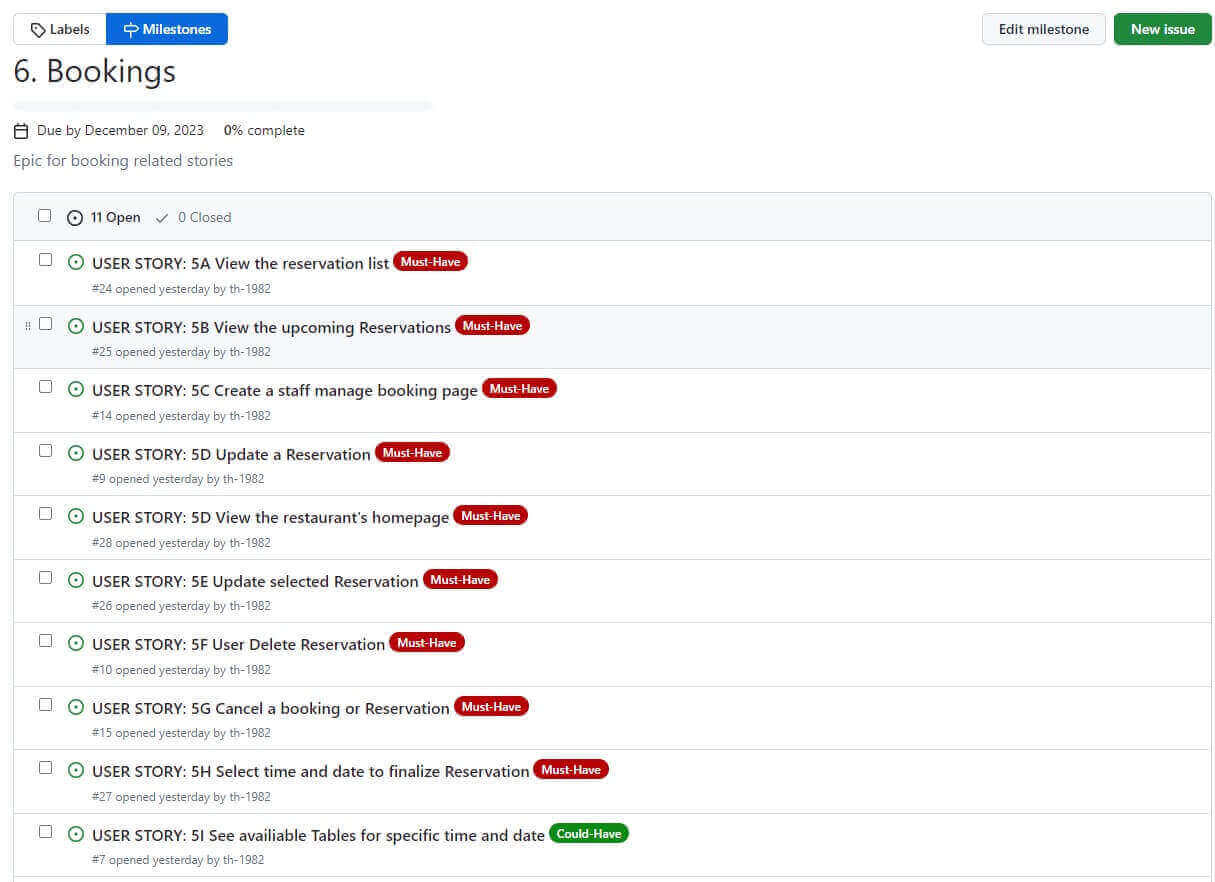 Labels Milestones Edit milestone New issue
6. Bookings
Due by December 09, 2023 0% complete
Epic for booking related stories
11 Open 0 Closed
USER STORY: 5A View the reservation list Must-Have
#24 opened yesterday by th-1982
USER STORY: 5B View the upcoming Reservations Must-Have
#25 opened yesterday by th-1982
USER STORY: 5C Create a staff manage booking page Must-Have
#14 opened yesterday by th-1982
USER STORY: 5D Update a Reservation Must-Have
#9 opened yesterday by th-1982
USER STORY: 5D View the restaurant's homepage Must-Have
#28 opened yesterday by th-1982
USER STORY: 5E Update selected Reservation Must-Have
#26 opened yesterday by th-1982
USER STORY: 5F User Delete Reservation Must-Have
#10 opened yesterday by th-1982
USER STORY: 5G Cancel a booking or Reservation Must-Have
#15 opened yesterday by th-1982
USER STORY: 5H Select time and date to finalize Reservation Must-Have
#27 opened yesterday by th-1982
USER STORY: 5I See availiable Tables for specific time and date Could-Have
#7 opened yesterday by th-1982